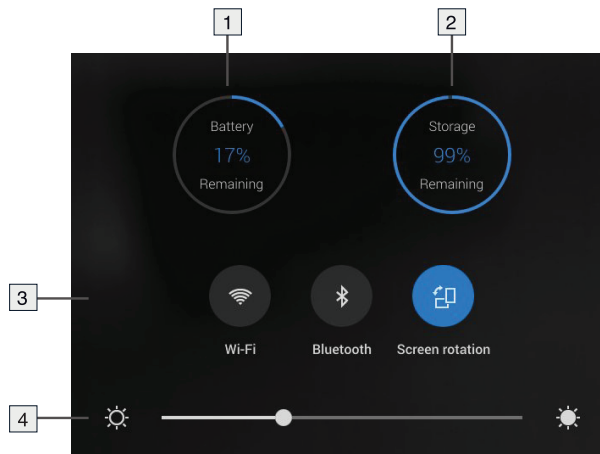 1
2
Battery
17%
Remaining
Storage
99%
Remaining
3
Wi-Fi
Bluetooth
Screen rotation
4